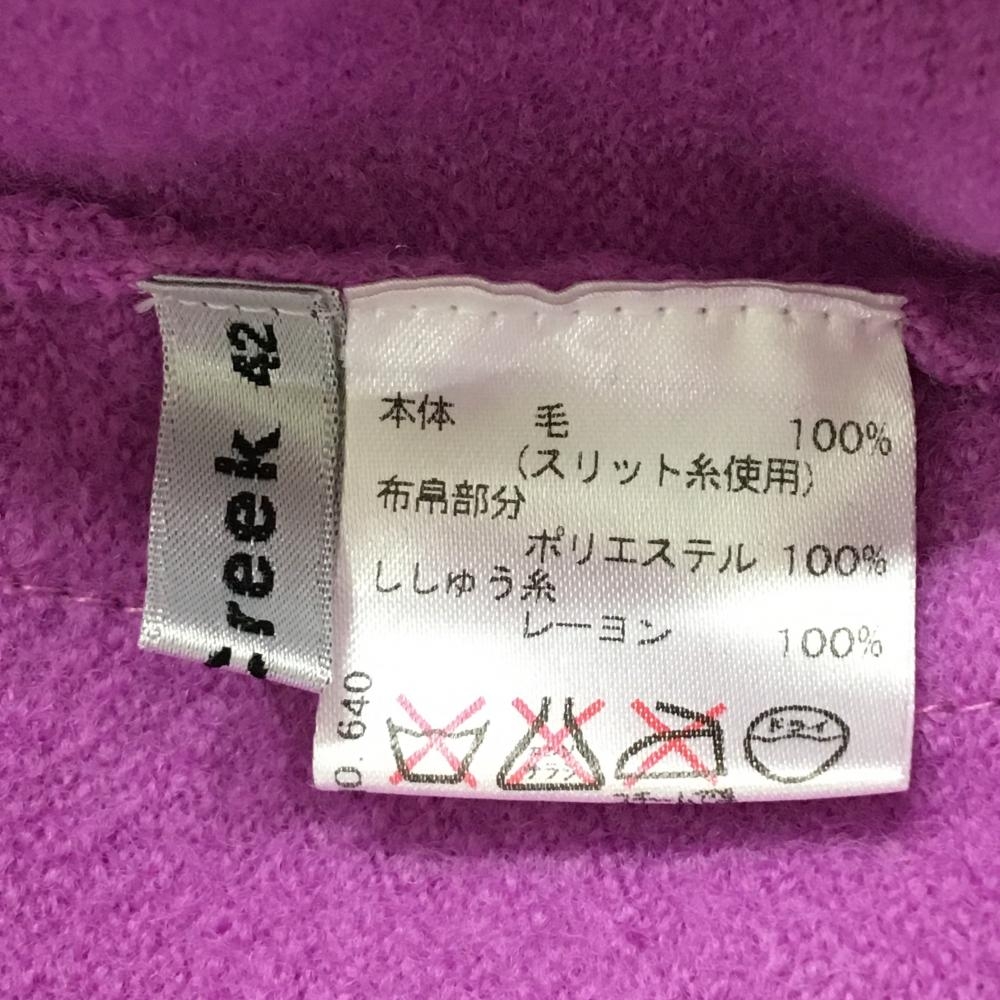 reek 42
本体 毛 100%
(スリット糸使用)
布帛部分
ポリエステル 100%
ししゅう糸
レーヨン 100%
0. 640
ドライ